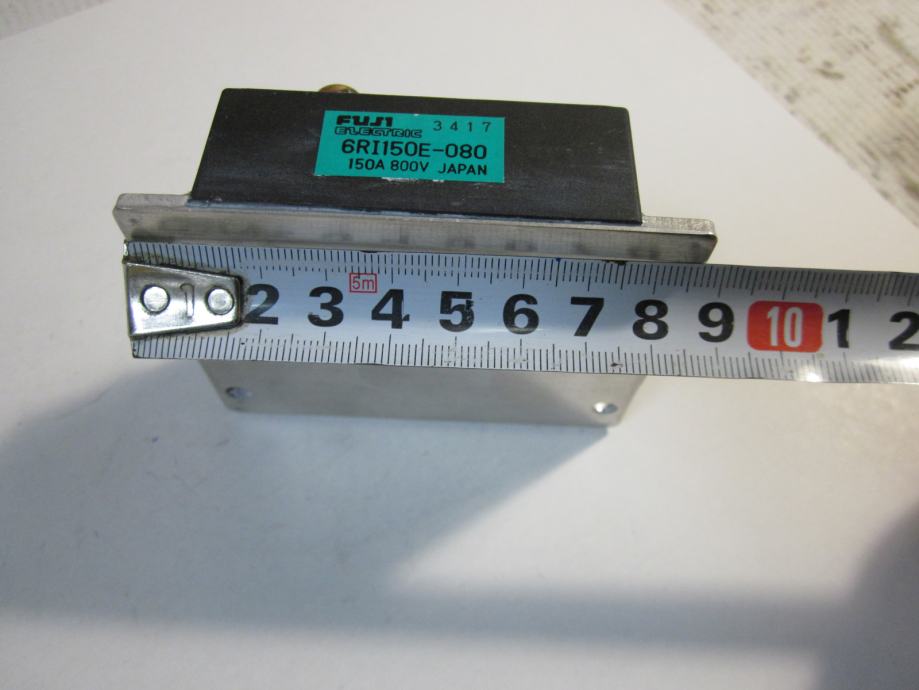 FUJI
ELECTRIC 3417
6RI150E-080
150A 800V JAPAN
5m
1 2 3 4 5 6 7 8 9 10 1 2